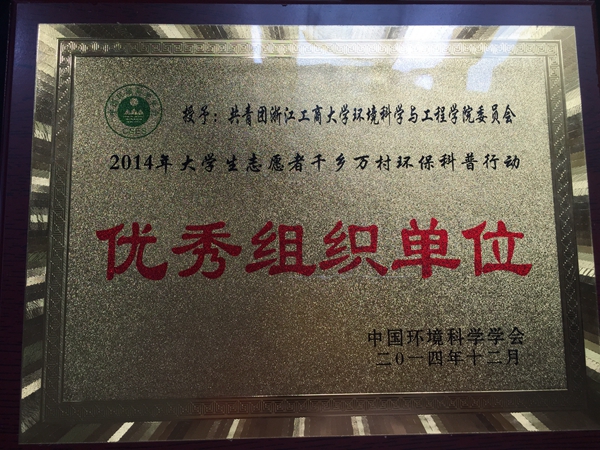 授予：共青团浙江工商大学环境科学与工程学院委员会
2014年大学生志愿者千乡万村环保科普行动
优秀组织单位
中国环境科学学会
二〇一四年十二月